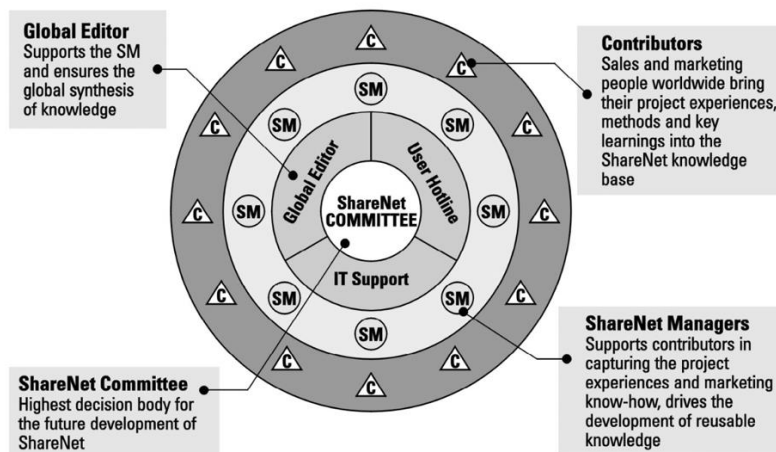 Global Editor
Supports the SM
and ensures the
global synthesis
of knowledge
Contributors
Sales and marketing
people worldwide bring
their project experiences,
methods and key
learnings into the
ShareNet knowledge
base
C
C
C
C
C
C
C
C
C
C
C
C
SM
SM
SM
SM
SM
SM
SM
SM
Global Editor
User Hotline
ShareNet
COMMITTEE
IT Support
ShareNet Committee
Highest decision body for
the future development of
ShareNet
ShareNet Managers
Supports contributors in
capturing the project
experiences and marketing
know-how, drives the
development of reusable
knowledge